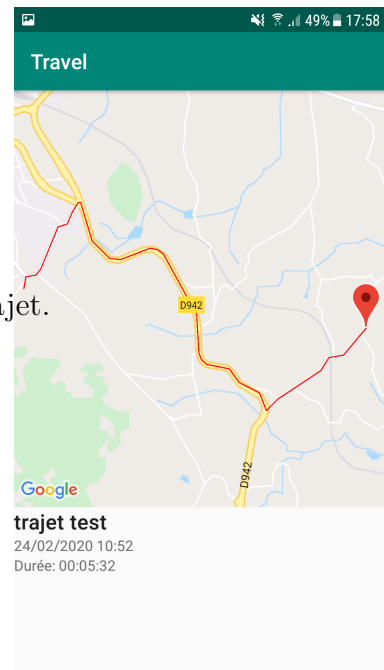 49% 17:58
Travel
ajet.
D942
D942
Google
trajet test
24/02/2020 10:52
Durée: 00:05:32